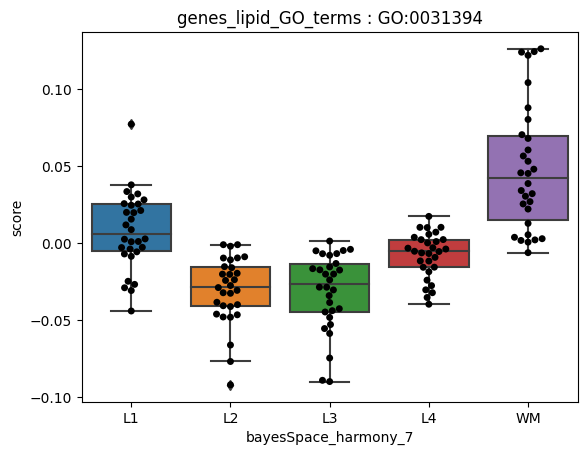 genes_lipid_GO_terms : GO:0031394
score
0.10
0.05
0.00
−0.05
−0.10
L1 L2 L3 L4 WM
bayesSpace_harmony_7